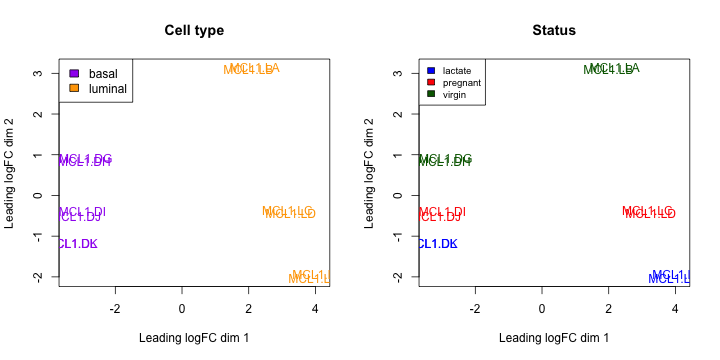 Cell type
basal
luminal
MCL1.LA
MCL1.LB
MCL1.DG
MCL1.DH
MCL1.DI
CL1.DJ
CL1.DK
MCL1.LC
MCL1.LD
MCL1.L
MCL1.L
3
2
1
0
-1
-2
-2
0
2
4
Leading logFC dim 2
Leading logFC dim 1
Status
lactate
pregnant
virgin
MCL1.LA
MCL1.LB
MCL1.DG
MCL1.DH
MCL1.DI
CL1.DJ
CL1.DK
MCL1.LC
MCL1.LD
MCL1.L
MCL1.L
3
2
1
0
-1
-2
-2
0
2
4
Leading logFC dim 2
Leading logFC dim 1